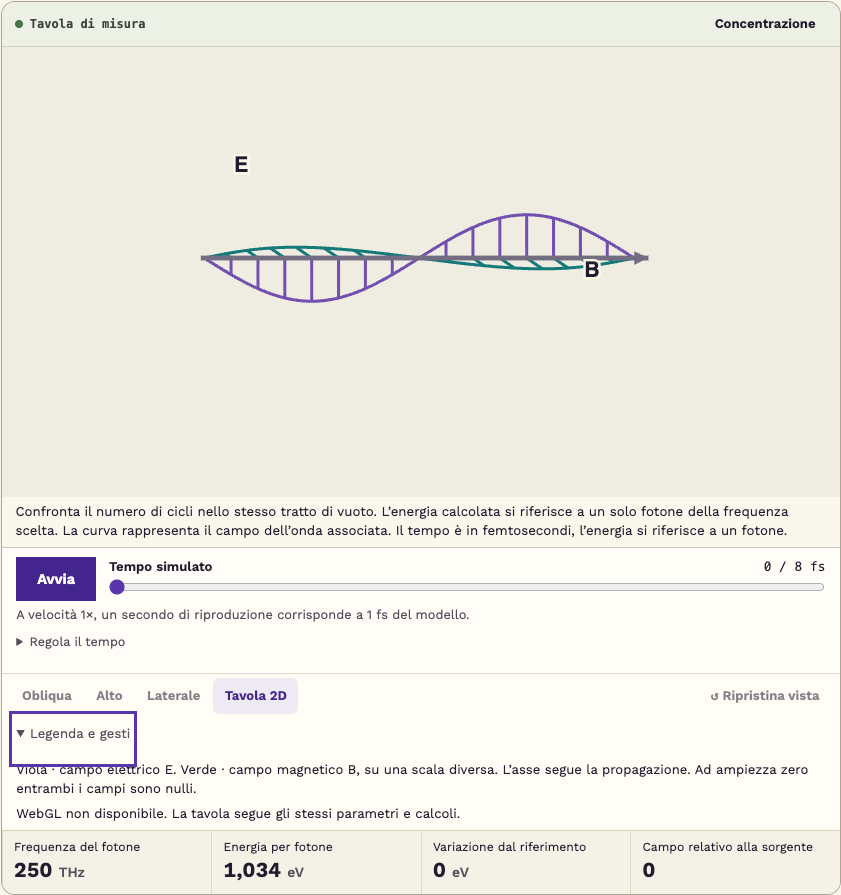 Tavola di misura
Concentrazione
E
B
Confronta il numero di cicli nello stesso tratto di vuoto. L’energia calcolata si riferisce a un solo fotone della frequenza
scelta. La curva rappresenta il campo dell’onda associata. Il tempo è in femtosecondi, l’energia si riferisce a un fotone.
Avvia
Tempo simulato
0 / 8 fs
A velocità 1×, un secondo di riproduzione corrisponde a 1 fs del modello.
▶ Regola il tempo
Obliqua
Alto
Laterale
Tavola 2D
↺ Ripristina vista
▼ Legenda e gesti
Viola · campo elettrico E. Verde · campo magnetico B, su una scala diversa. L’asse segue la propagazione. Ad ampiezza zero
entrambi i campi sono nulli.
WebGL non disponibile. La tavola segue gli stessi parametri e calcoli.
Frequenza del fotone
250 THz
Energia per fotone
1,034 eV
Variazione dal riferimento
0 eV
Campo relativo alla sorgente
0